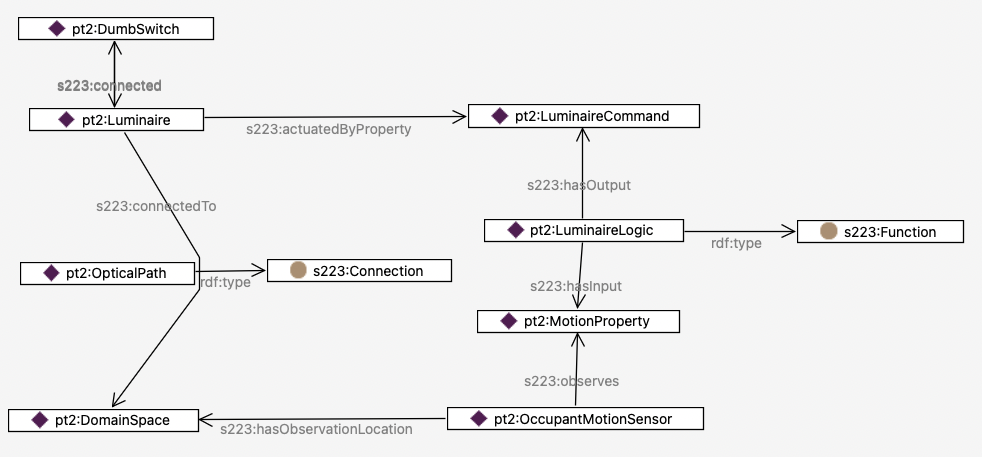 pt2:DumbSwitch
s223:connected
pt2:Luminaire
s223:actuatedByProperty
pt2:LuminaireCommand
s223:connectedTo
s223:hasOutput
pt2:LuminaireLogic
rdf:type
s223:Function
pt2:OpticalPath
rdf:type
s223:Connection
s223:hasInput
pt2:MotionProperty
s223:observes
pt2:DomainSpace
s223:hasObservationLocation
pt2:OccupantMotionSensor